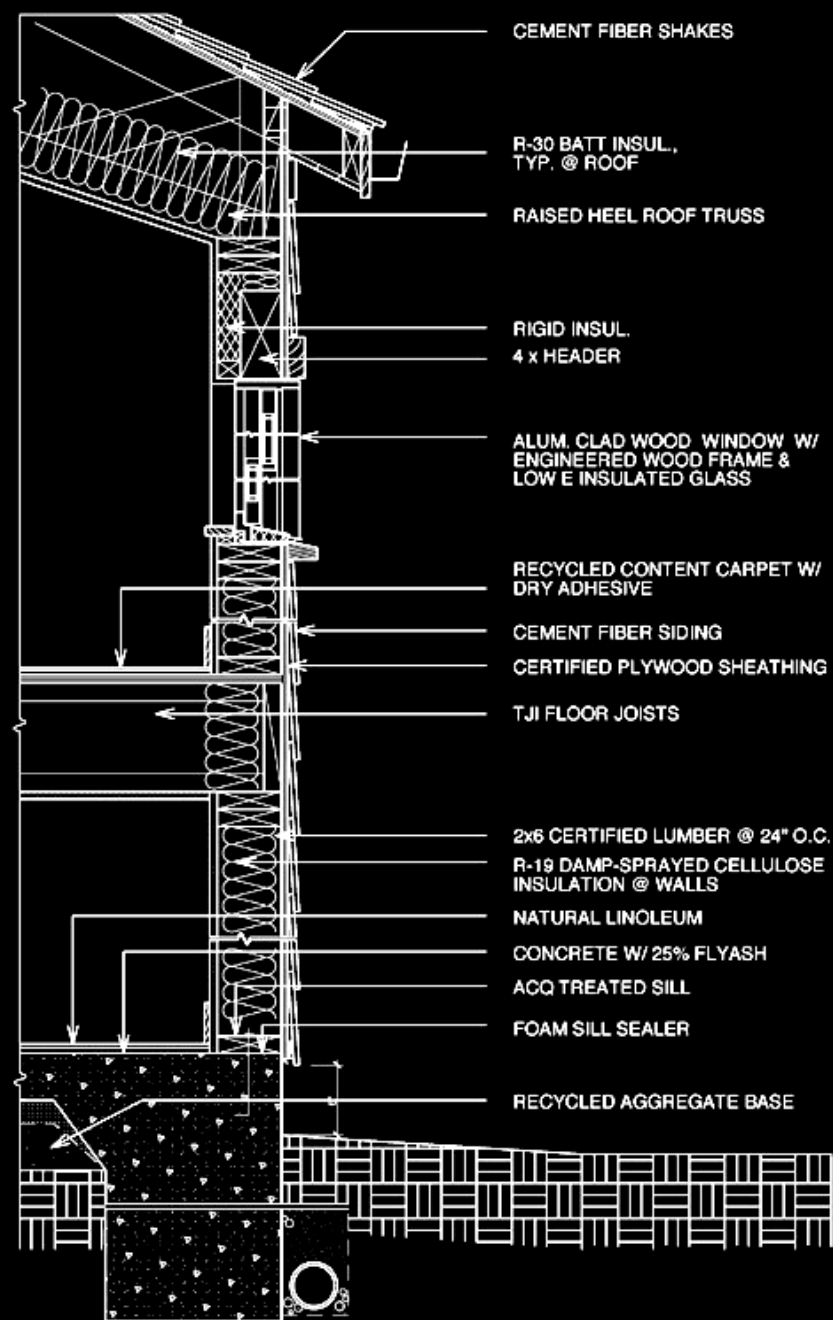 CEMENT FIBER SHAKES
R-30 BATT INSUL.,
TYP. @ ROOF
RAISED HEEL ROOF TRUSS
RIGID INSUL.
4 x HEADER
ALUM. CLAD WOOD WINDOW W/
ENGINEERED WOOD FRAME &
LOW E INSULATED GLASS
RECYCLED CONTENT CARPET W/
DRY ADHESIVE
CEMENT FIBER SIDING
CERTIFIED PLYWOOD SHEATHING
TJI FLOOR JOISTS
2x6 CERTIFIED LUMBER @ 24" O.C.
R-19 DAMP-SPRAYED CELLULOSE
INSULATION @ WALLS
NATURAL LINOLEUM
CONCRETE W/ 25% FLYASH
ACQ TREATED SILL
FOAM SILL SEALER
RECYCLED AGGREGATE BASE